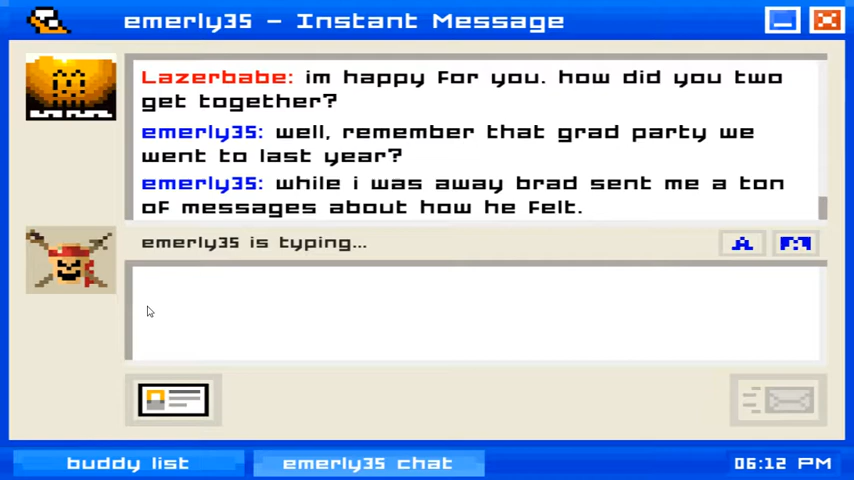 emerly35 - Instant Message
Lazerbabe: im happy for you. how did you two
get together?
emerly35: well, remember that grad party we
went to last year?
emerly35: while i was away brad sent me a ton
of messages about how he felt.
emerly35 is typing...
A
buddy list
emerly35 chat
06:12 PM